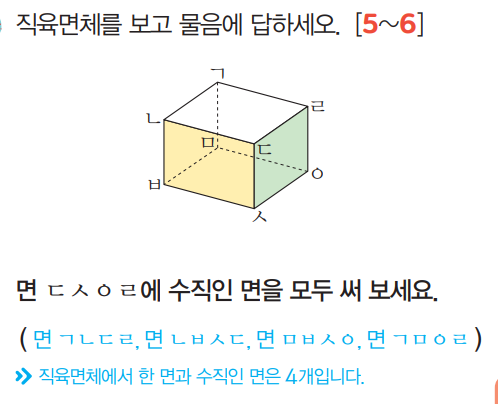 직육면체를 보고 물음에 답하세요. [5~6]
ㄱ
ㄹ
ㄴ
ㅁ
ㄷ
ㅇ
ㅂ
ㅅ
면 ㄷㅅㅇㄹ에 수직인 면을 모두 써 보세요.
(면 ㄱㄴㄷㄹ, 면 ㄴㅂㅅㄷ, 면 ㅁㅂㅅㅇ, 면 ㄱㅁㅇㄹ)
» 직육면체에서 한 면과 수직인 면은 4개입니다.